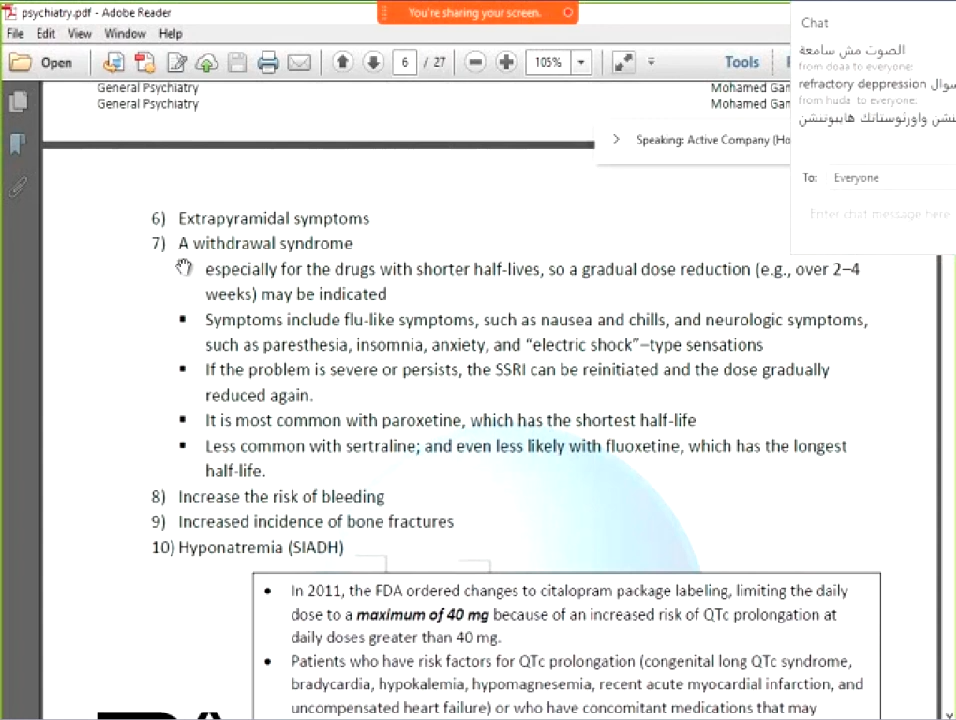 psychiatry.pdf - Adobe Reader
You're sharing your screen.
File Edit View Window Help
Open
6 / 27
105%
Tools
General Psychiatry
General Psychiatry
Mohamed Gam
Mohamed Gam
Speaking: Active Company (Ho
Chat
الصوت مش سامعة
from doaa to everyone:
refractory deppression سوال
from huda to everyone:
واورثوستاتك هايبوتنشن
To: Everyone
Enter chat message here
6) Extrapyramidal symptoms
7) A withdrawal syndrome
especially for the drugs with shorter half-lives, so a gradual dose reduction (e.g., over 2–4
weeks) may be indicated
▪ Symptoms include flu-like symptoms, such as nausea and chills, and neurologic symptoms,
such as paresthesia, insomnia, anxiety, and “electric shock”–type sensations
▪ If the problem is severe or persists, the SSRI can be reinitiated and the dose gradually
reduced again.
▪ It is most common with paroxetine, which has the shortest half-life
▪ Less common with sertraline; and even less likely with fluoxetine, which has the longest
half-life.
8) Increase the risk of bleeding
9) Increased incidence of bone fractures
10) Hyponatremia (SIADH)
• In 2011, the FDA ordered changes to citalopram package labeling, limiting the daily
dose to a maximum of 40 mg because of an increased risk of QTc prolongation at
daily doses greater than 40 mg.
• Patients who have risk factors for QTc prolongation (congenital long QTc syndrome,
bradycardia, hypokalemia, hypomagnesemia, recent acute myocardial infarction, and
uncompensated heart failure) or who have concomitant medications that may